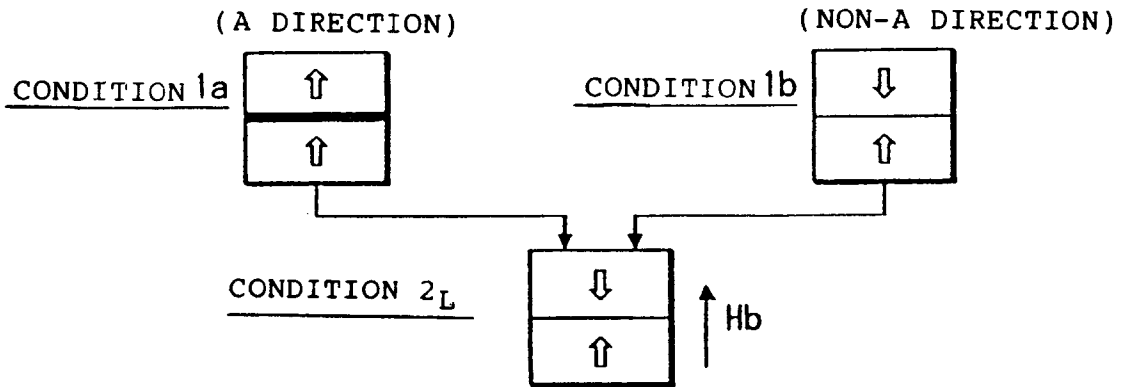 (A DIRECTION)
(NON-A DIRECTION)
CONDITION 1a
CONDITION 1b
CONDITION 2L
Hb